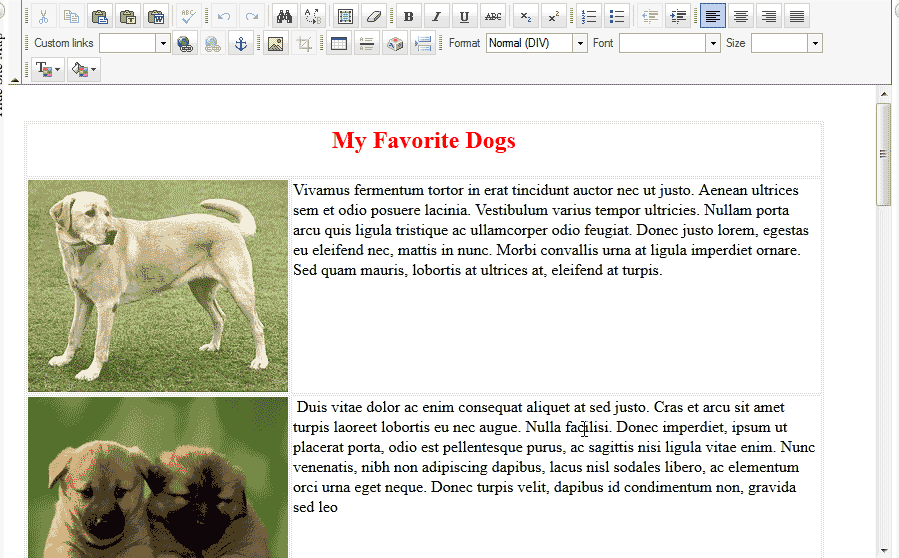 B I U ABC X₂ X²
Custom links Format Normal (DIV) Font Size
Hide Site Map
My Favorite Dogs
Vivamus fermentum tortor in erat tincidunt auctor nec ut justo. Aenean ultrices
sem et odio posuere lacinia. Vestibulum varius tempor ultricies. Nullam porta
arcu quis ligula tristique ac ullamcorper odio feugiat. Donec justo lorem, egestas
eu eleifend nec, mattis in nunc. Morbi convallis urna at ligula imperdiet ornare.
Sed quam mauris, lobortis at ultrices at, eleifend at turpis.
Duis vitae dolor ac enim consequat aliquet at sed justo. Cras et arcu sit amet
turpis laoreet lobortis eu nec augue. Nulla facilisi. Donec imperdiet, ipsum ut
placerat porta, odio est pellentesque purus, ac sagittis nisi ligula vitae enim. Nunc
venenatis, nibh non adipiscing dapibus, lacus nisl sodales libero, ac elementum
orci urna eget neque. Donec turpis velit, dapibus id condimentum non, gravida
sed leo